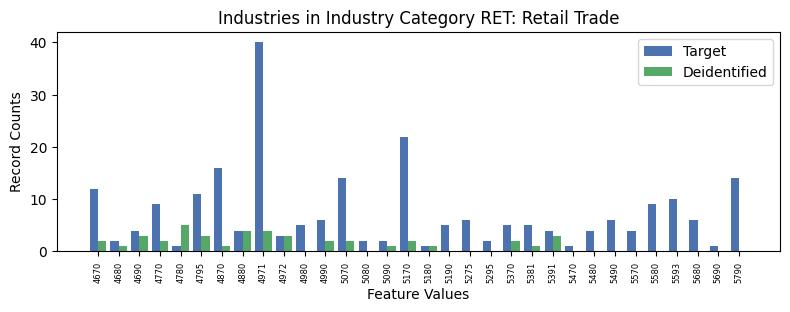 Industries in Industry Category RET: Retail Trade
Record Counts
40
30
20
10
0
Target
Deidentified
4670 4680 4690 4770 4780 4795 4870 4880 4971 4972 4980 4990 5070 5080 5090 5170 5180 5190 5275 5295 5370 5381 5391 5470 5480 5490 5570 5580 5593 5680 5690 5790
Feature Values